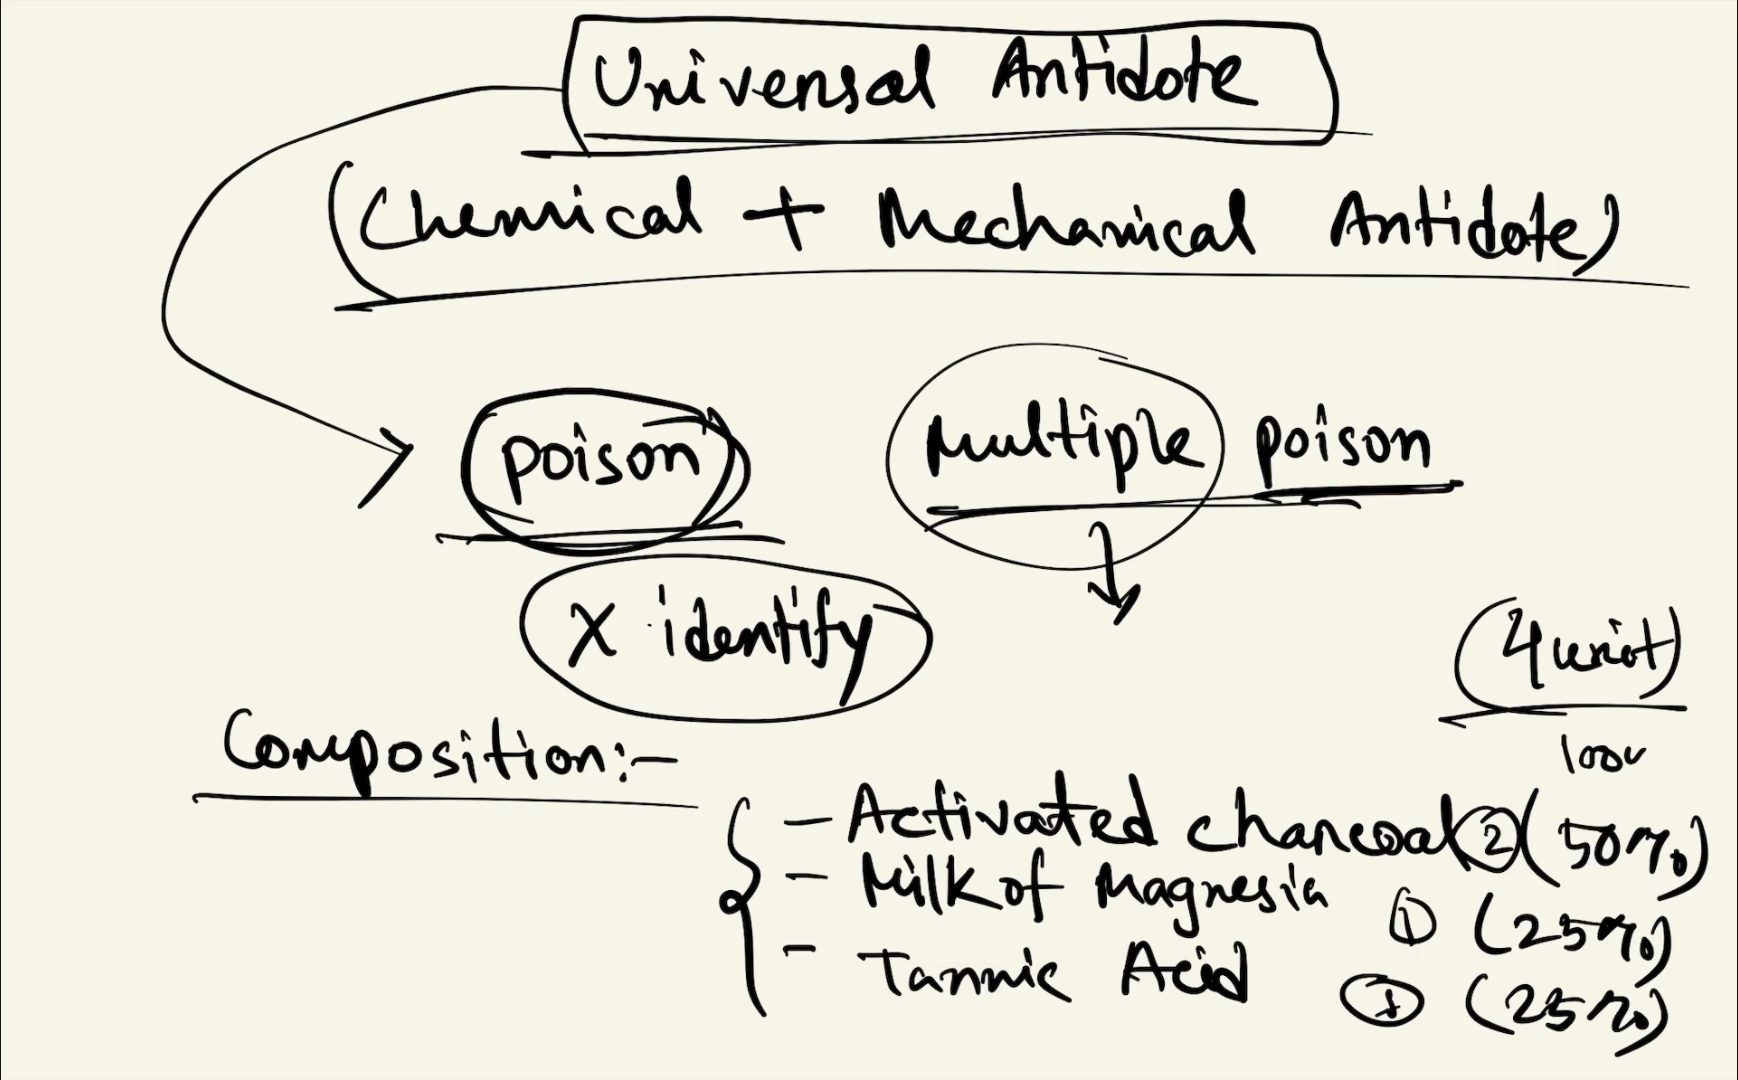 Universal Antidote
(Chemical + Mechanical Antidote)
poison
Multiple poison
X identify
(4 unit)
Composition:-
- Activated charcoal ② (50%)
- Milk of Magnesia ① (25%)
- Tannic Acid ① (25%)